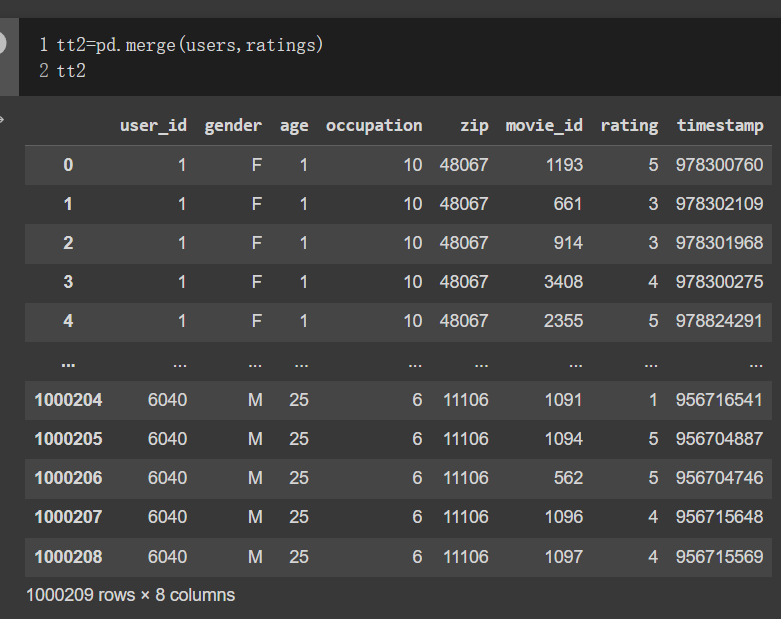 1 tt2=pd.merge(users,ratings)
2 tt2
user_id gender age occupation zip movie_id rating timestamp
0 1 F 1 10 48067 1193 5 978300760
1 1 F 1 10 48067 661 3 978302109
2 1 F 1 10 48067 914 3 978301968
3 1 F 1 10 48067 3408 4 978300275
4 1 F 1 10 48067 2355 5 978824291
... ... ... ... ... ... ... ... ...
1000204 6040 M 25 6 11106 1091 1 956716541
1000205 6040 M 25 6 11106 1094 5 956704887
1000206 6040 M 25 6 11106 562 5 956704746
1000207 6040 M 25 6 11106 1096 4 956715648
1000208 6040 M 25 6 11106 1097 4 956715569
1000209 rows × 8 columns